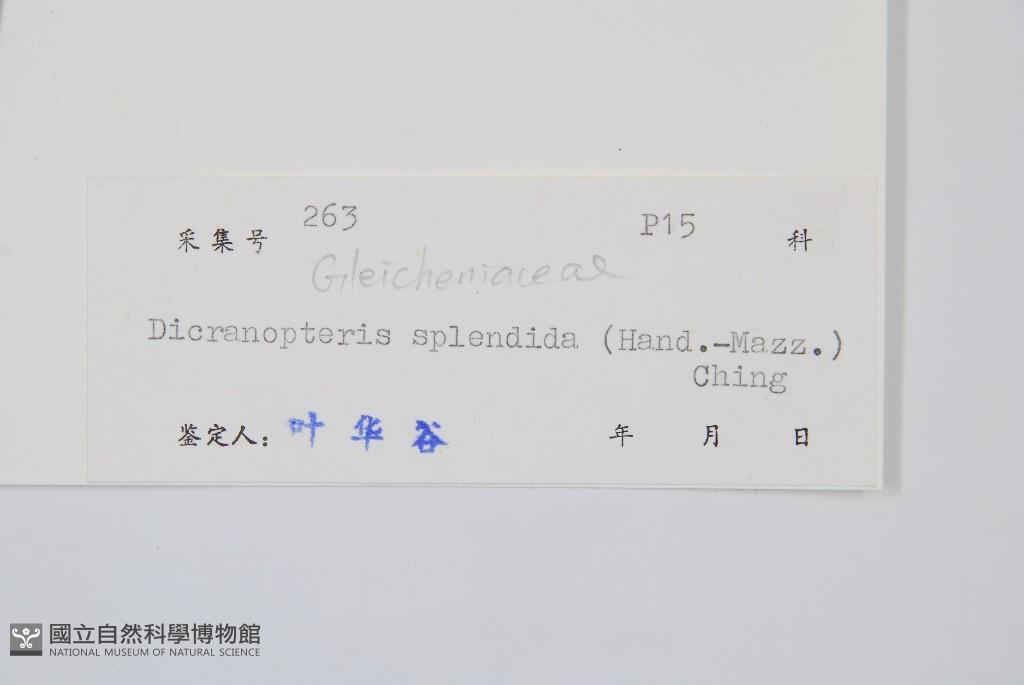 采集号 263 P15 科
Gleicheniaceae
Dicranopteris splendida (Hand.-Mazz.)
Ching
鉴定人: 叶华谷 年 月 日
國立自然科學博物館
NATIONAL MUSEUM OF NATURAL SCIENCE